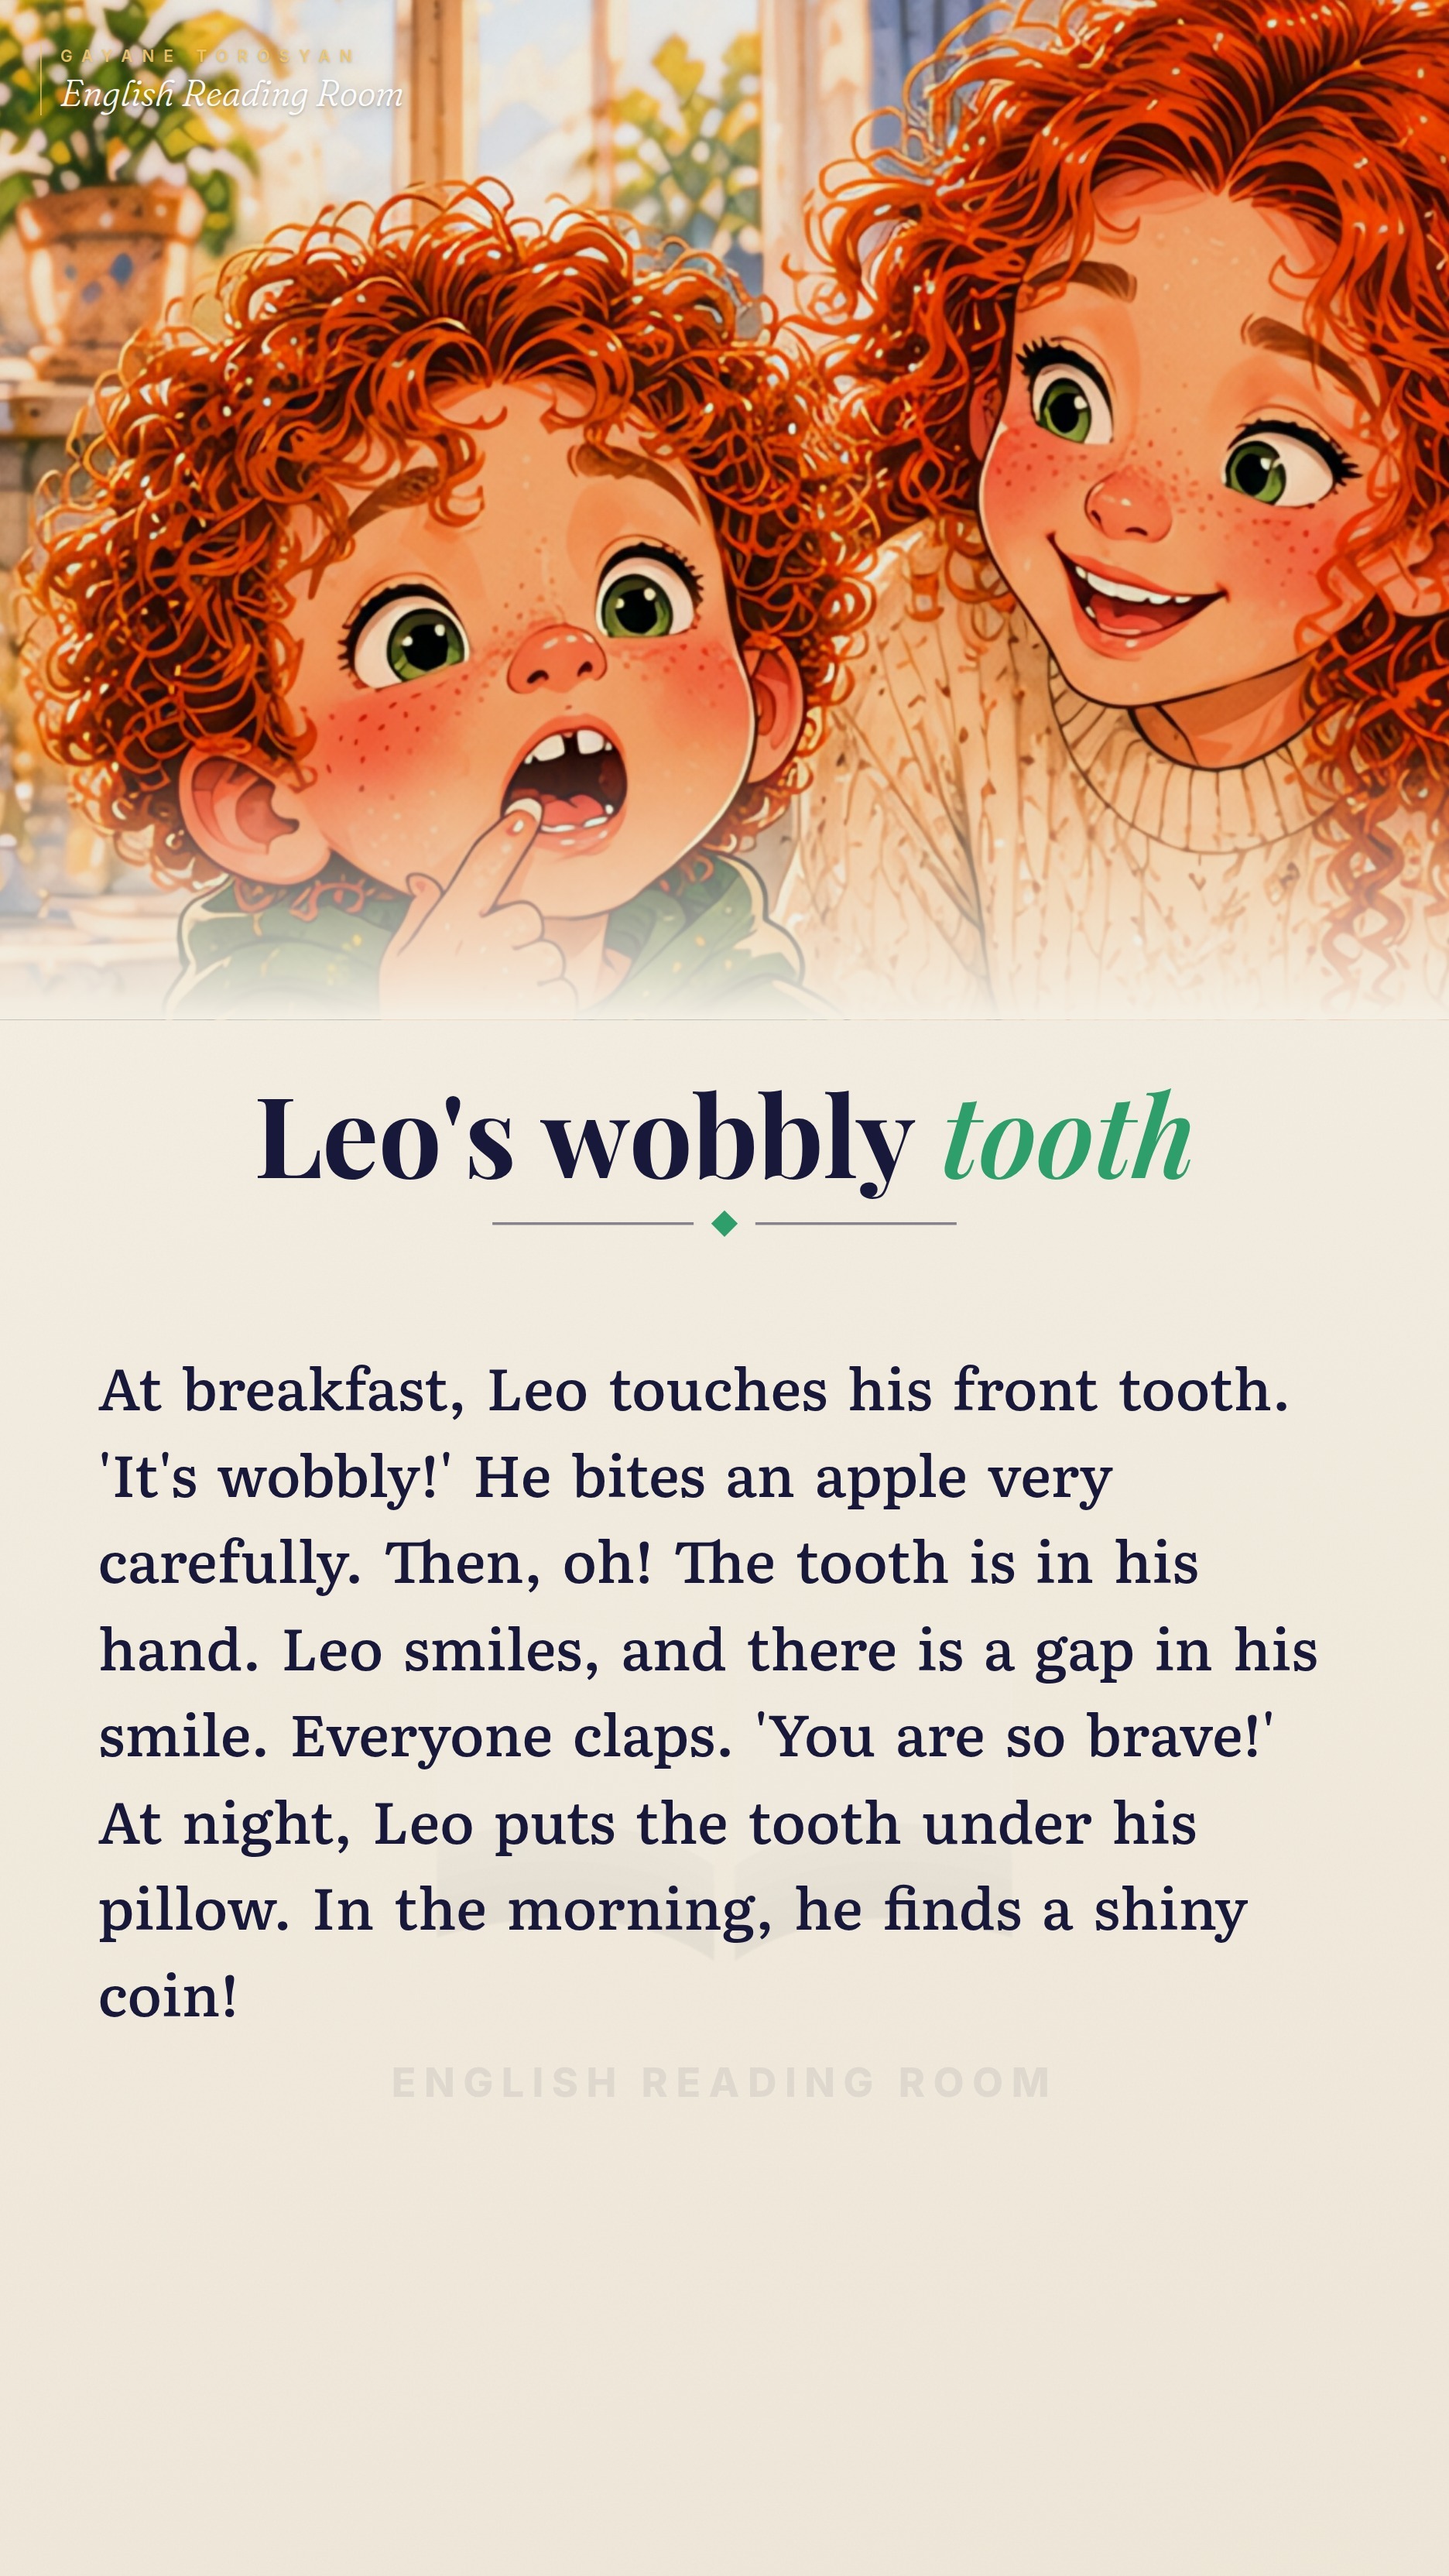 GAYANE TOROSYAN
English Reading Room
Leo's wobbly tooth
At breakfast, Leo touches his front tooth.
'It's wobbly!' He bites an apple very
carefully. Then, oh! The tooth is in his
hand. Leo smiles, and there is a gap in his
smile. Everyone claps. 'You are so brave!'
At night, Leo puts the tooth under his
pillow. In the morning, he finds a shiny
coin!
ENGLISH READING ROOM